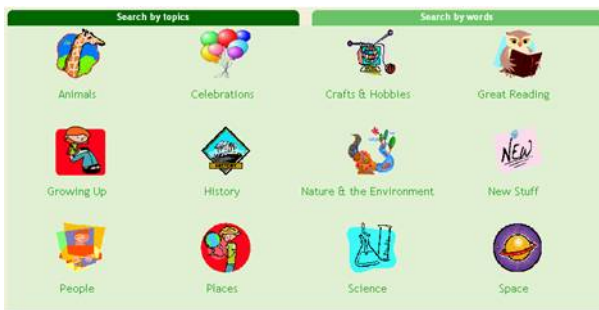 Search by topics
Search by words
Animals
Celebrations
Crafts & Hobbies
Great Reading
NEW
Growing Up
History
Nature & the Environment
New Stuff
People
Places
Science
Space